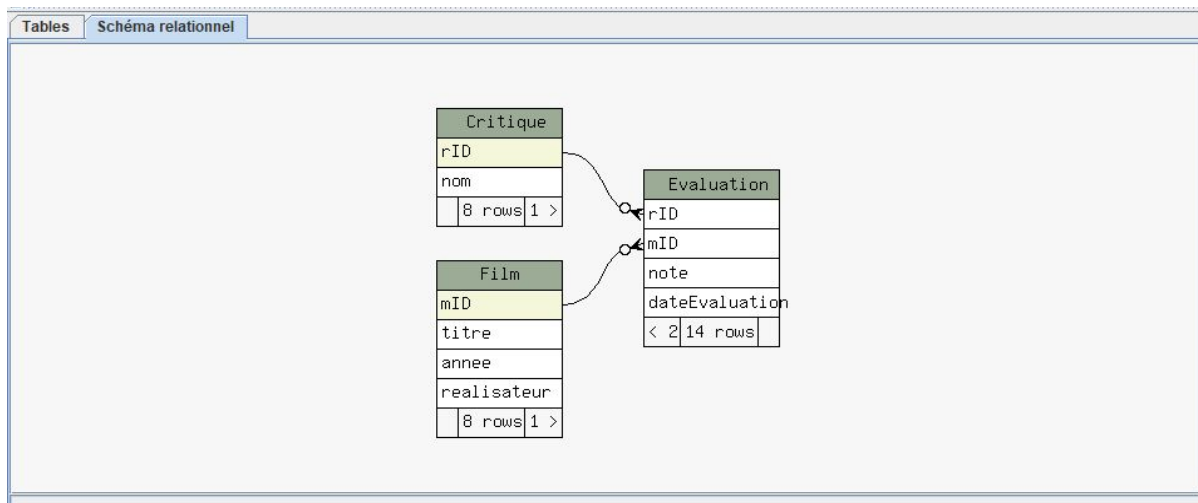 Tables Schéma relationnel
Critique
rID
nom
8 rows 1 >
Film
mID
titre
annee
realisateur
8 rows 1 >
Evaluation
rID
mID
note
dateEvaluation
< 2 14 rows